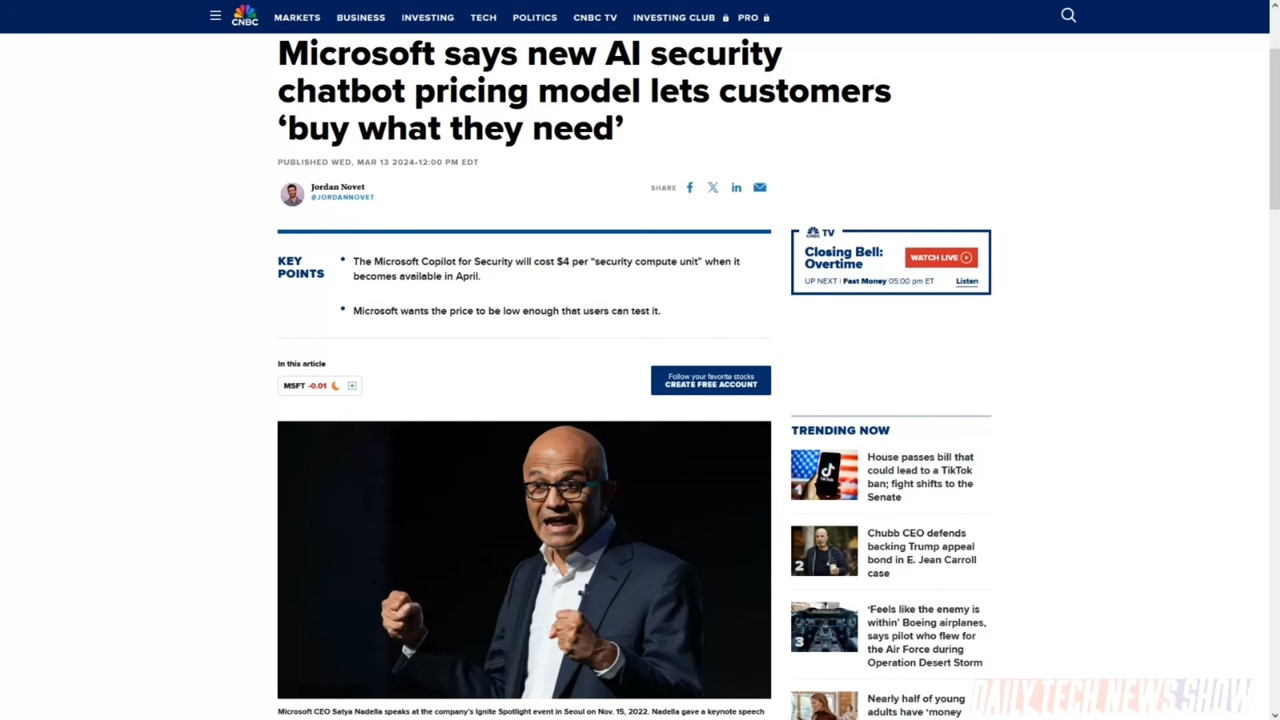 CNBC
MARKETS
BUSINESS
INVESTING
TECH
POLITICS
CNBC TV
INVESTING CLUB
PRO
Microsoft says new AI security
chatbot pricing model lets customers
‘buy what they need’
PUBLISHED WED, MAR 13 2024•12:00 PM EDT
Jordan Novet
@JORDANNOVET
SHARE
KEY
POINTS
• The Microsoft Copilot for Security will cost $4 per “security compute unit” when it
becomes available in April.
• Microsoft wants the price to be low enough that users can test it.
In this article
MSFT -0.01
Follow your favorite stocks
CREATE FREE ACCOUNT
Microsoft CEO Satya Nadella speaks at the company's Ignite Spotlight event in Seoul on Nov. 15, 2022. Nadella gave a keynote speech
CNBC TV
Closing Bell:
Overtime
WATCH LIVE
UP NEXT | Fast Money 05:00 pm ET
Listen
TRENDING NOW
TikTok
House passes bill that
could lead to a TikTok
ban; fight shifts to the
Senate
2
Chubb CEO defends
backing Trump appeal
bond in E. Jean Carroll
case
3
‘Feels like the enemy is
within’ Boeing airplanes,
says pilot who flew for
the Air Force during
Operation Desert Storm
Nearly half of young
adults have ‘money
DAILY TECH NEWS SHOW